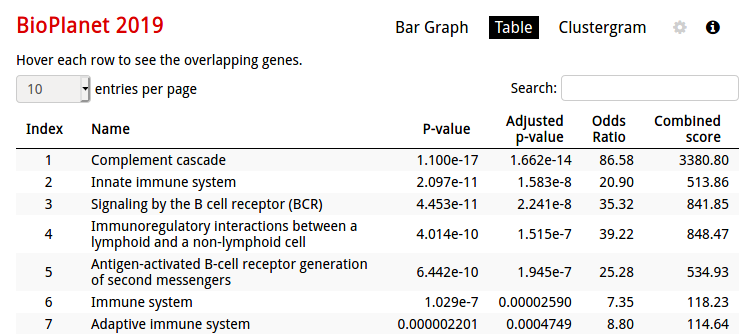 BioPlanet 2019 Bar Graph Table Clustergram
Hover each row to see the overlapping genes.
10 entries per page Search:
Index Name P-value Adjusted p-value Odds Ratio Combined score
1 Complement cascade 1.100e-17 1.662e-14 86.58 3380.80
2 Innate immune system 2.097e-11 1.583e-8 20.90 513.86
3 Signaling by the B cell receptor (BCR) 4.453e-11 2.241e-8 35.32 841.85
4 Immunoregulatory interactions between a lymphoid and a non-lymphoid cell 4.014e-10 1.515e-7 39.22 848.47
5 Antigen-activated B-cell receptor generation of second messengers 6.442e-10 1.945e-7 25.28 534.93
6 Immune system 1.029e-7 0.00002590 7.35 118.23
7 Adaptive immune system 0.000002201 0.0004749 8.80 114.64